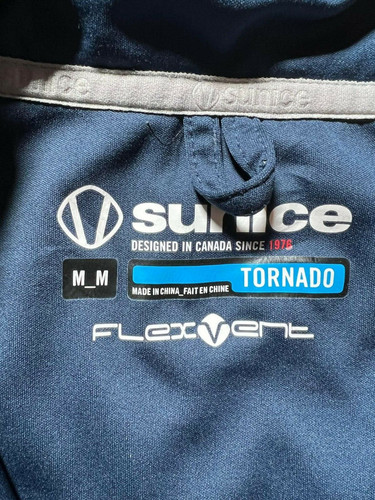 sunice
sunice
DESIGNED IN CANADA SINCE 1976
M_M
TORNADO
MADE IN CHINA_FAIT EN CHINE
FLEXVENT